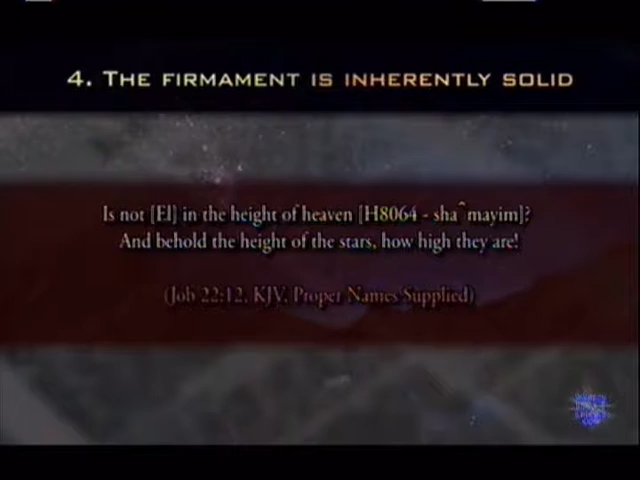 4. THE FIRMAMENT IS INHERENTLY SOLID
Is not [El] in the height of heaven [H8064 - sha^mayim]?
And behold the height of the stars, how high they are!
(Job 22:12, KJV, Proper Names Supplied)